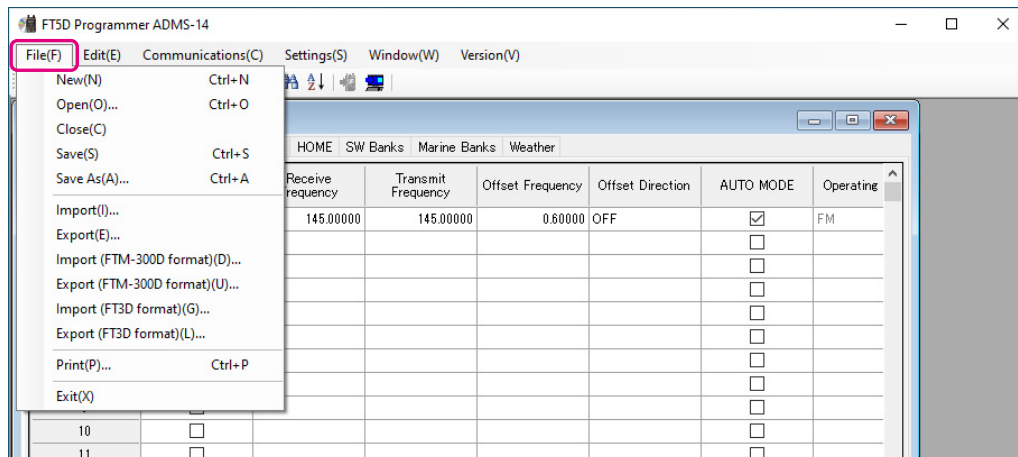 FT5D Programmer ADMS-14
File(F) Edit(E) Communications(C) Settings(S) Window(W) Version(V)
New(N) Ctrl+N
Open(O)... Ctrl+O
Close(C)
Save(S) Ctrl+S
Save As(A)... Ctrl+A
Import(I)...
Export(E)...
Import (FTM-300D format)(D)...
Export (FTM-300D format)(U)...
Import (FT3D format)(G)...
Export (FT3D format)(L)...
Print(P)... Ctrl+P
Exit(X)
HOME SW Banks Marine Banks Weather
Receive Transmit Offset Frequency Offset Direction AUTO MODE Operating
Frequency
145.00000 145.00000 0.60000 OFF FM
10
11